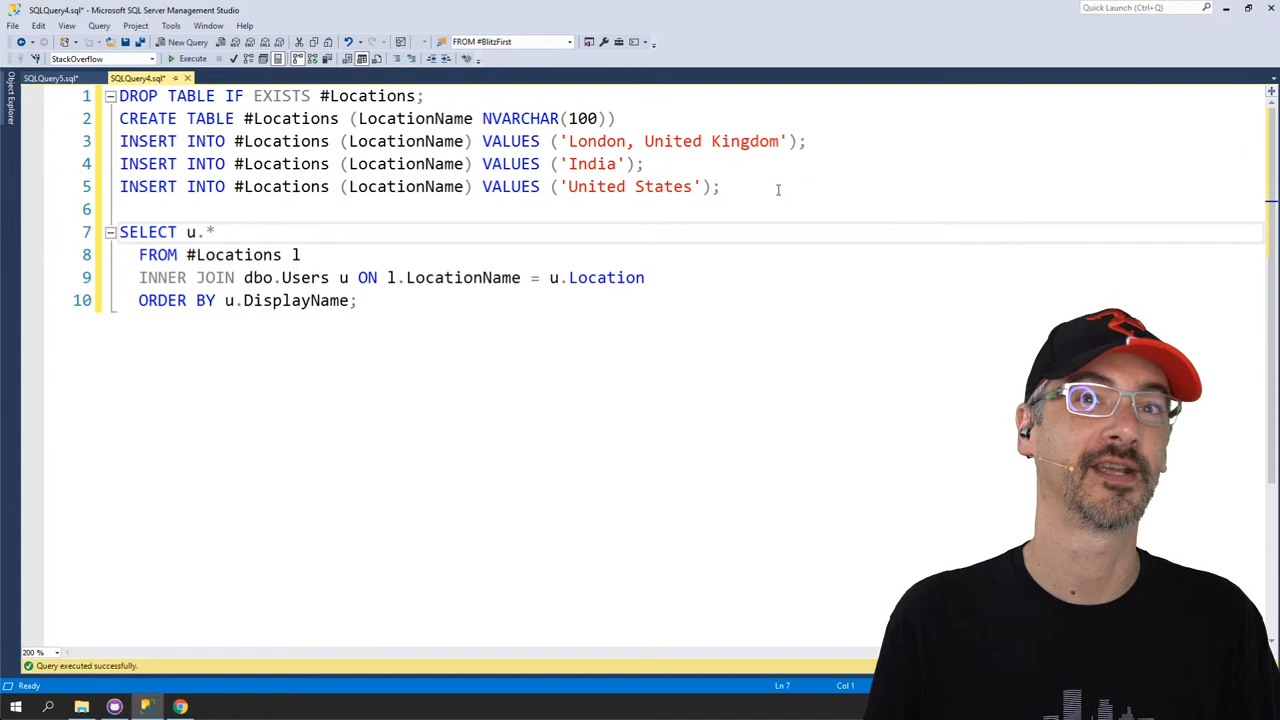 SQLQuery4.sql* - Microsoft SQL Server Management Studio
Quick Launch (Ctrl+Q)
File Edit View Query Project Tools Window Help
New Query FROM #BlitzFirst
StackOverflow Execute
SQLQuery5.sql* SQLQuery4.sql*
Object Explorer
1 DROP TABLE IF EXISTS #Locations;
2 CREATE TABLE #Locations (LocationName NVARCHAR(100))
3 INSERT INTO #Locations (LocationName) VALUES ('London, United Kingdom');
4 INSERT INTO #Locations (LocationName) VALUES ('India');
5 INSERT INTO #Locations (LocationName) VALUES ('United States');
6
7 SELECT u.*
8 FROM #Locations l
9 INNER JOIN dbo.Users u ON l.LocationName = u.Location
10 ORDER BY u.DisplayName;
200 %
Query executed successfully.
Ready Ln 7 Col 1